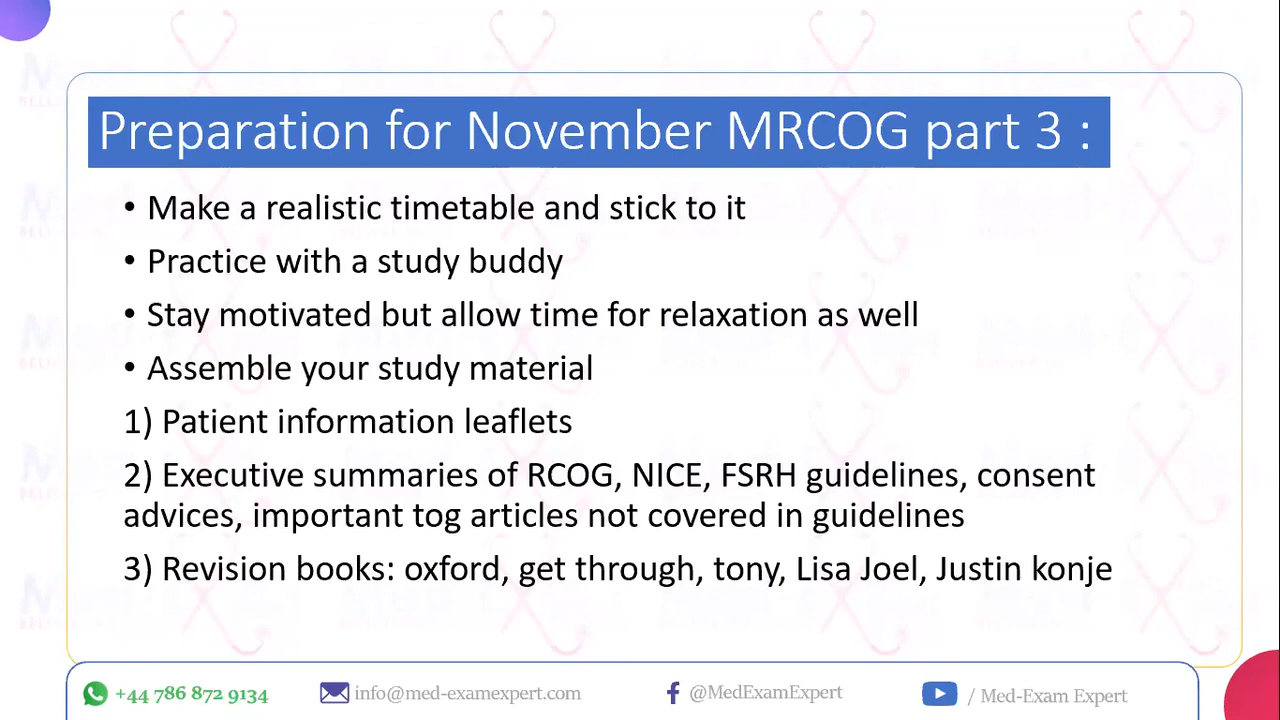 Preparation for November MRCOG part 3 :
• Make a realistic timetable and stick to it
• Practice with a study buddy
• Stay motivated but allow time for relaxation as well
• Assemble your study material
1) Patient information leaflets
2) Executive summaries of RCOG, NICE, FSRH guidelines, consent
advices, important tog articles not covered in guidelines
3) Revision books: oxford, get through, tony, Lisa Joel, Justin konje
+44 786 872 9134
info@med-examexpert.com
@MedExamExpert
/ Med-Exam Expert